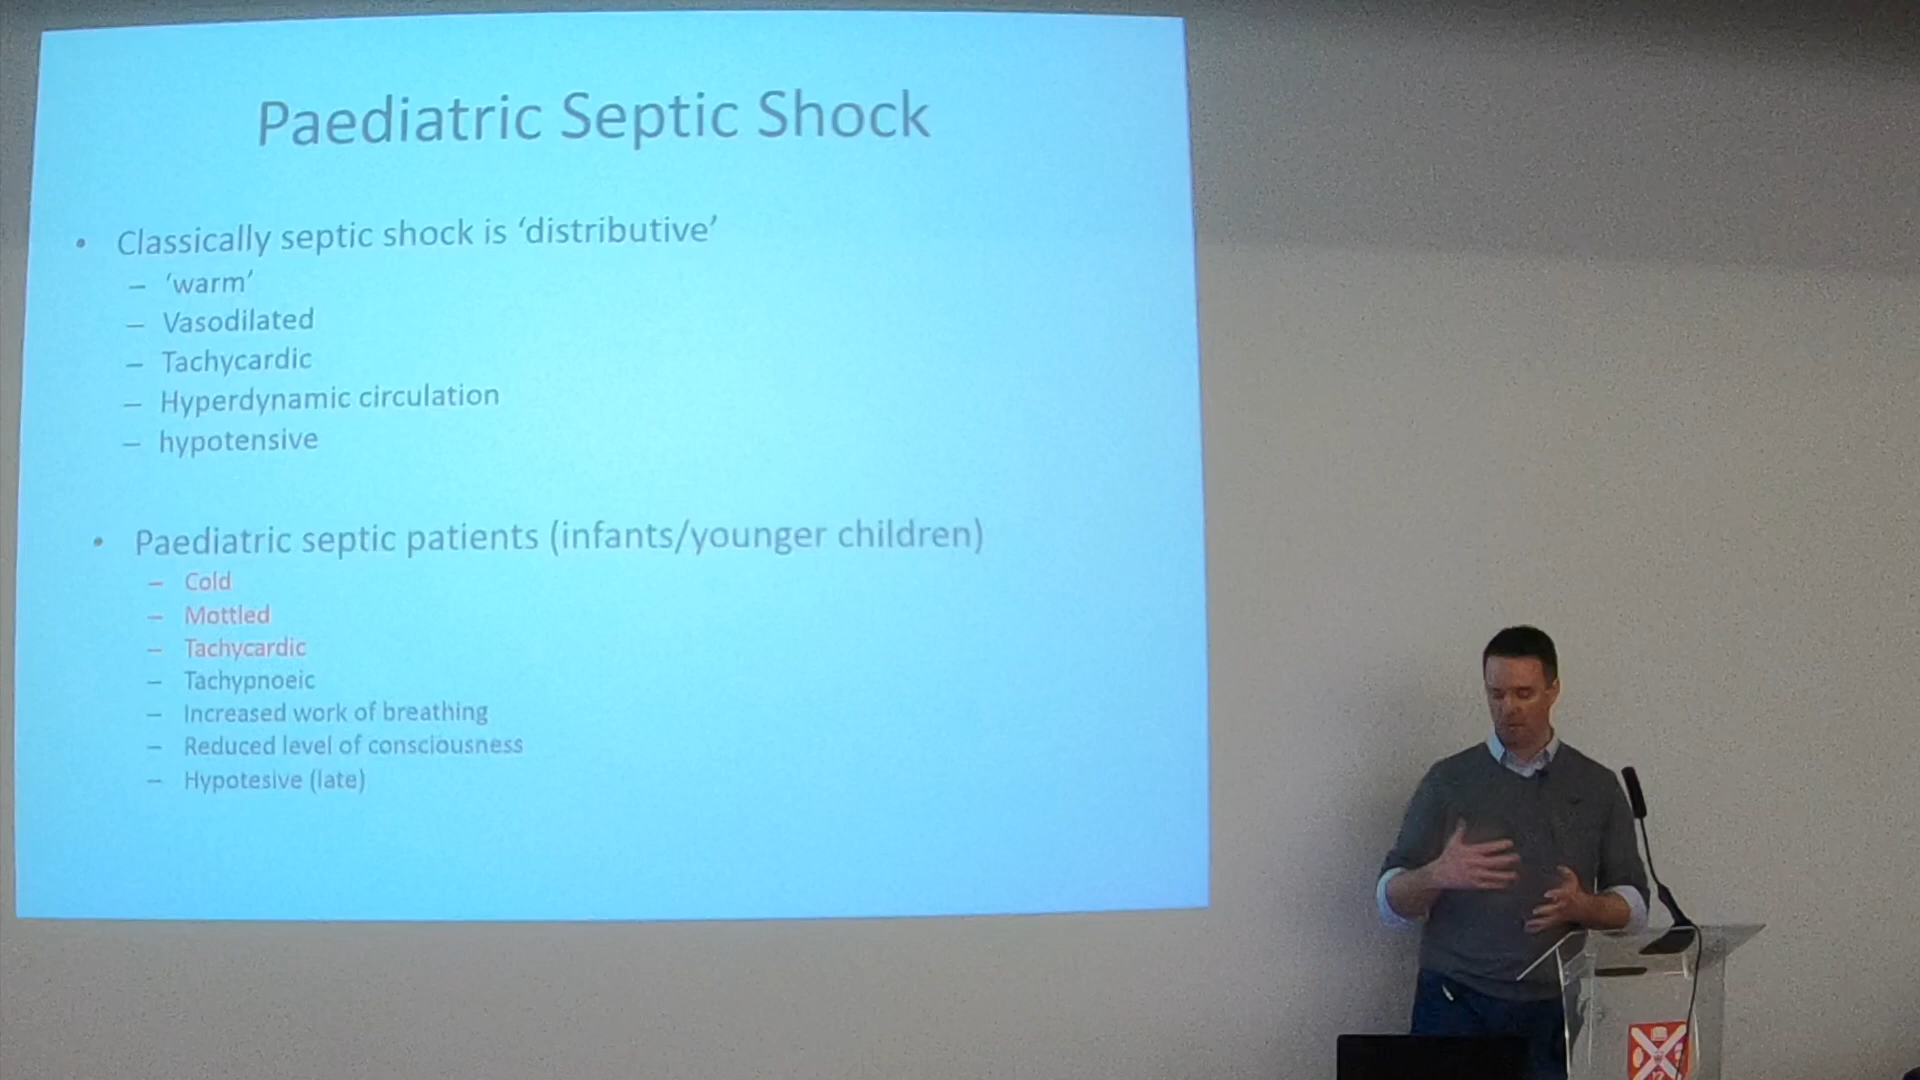 Paediatric Septic Shock
• Classically septic shock is ‘distributive’
– ‘warm’
– Vasodilated
– Tachycardic
– Hyperdynamic circulation
– hypotensive
• Paediatric septic patients (infants/younger children)
– Cold
– Mottled
– Tachycardic
– Tachypnoeic
– Increased work of breathing
– Reduced level of consciousness
– Hypotesive (late)